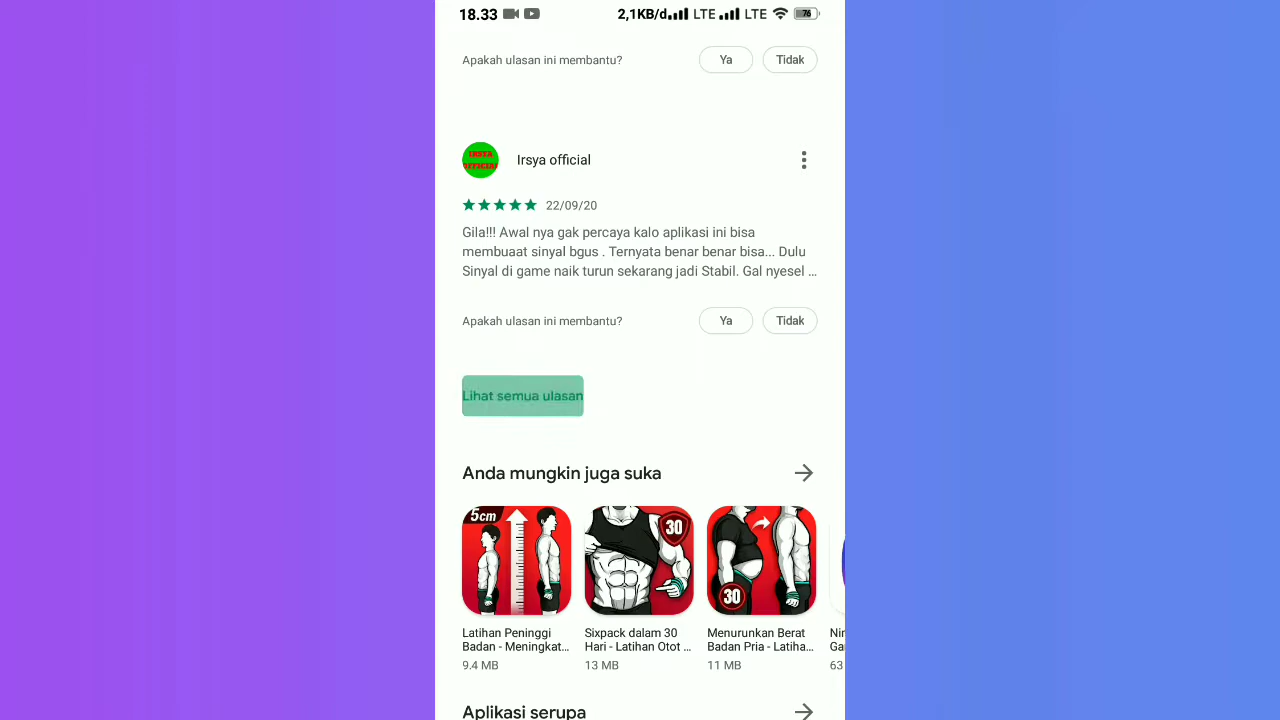 18.33 2,1KB/d LTE LTE 76
Apakah ulasan ini membantu? Ya Tidak
IRSYA
OFFICIAL
Irsya official
22/09/20
Gila!!! Awal nya gak percaya kalo aplikasi ini bisa
membuaat sinyal bgus . Ternyata benar benar bisa... Dulu
Sinyal di game naik turun sekarang jadi Stabil. Gal nyesel ...
Apakah ulasan ini membantu? Ya Tidak
Lihat semua ulasan
Anda mungkin juga suka
5cm
30
30
Latihan Peninggi
Badan - Meningkat...
9.4 MB
Sixpack dalam 30
Hari - Latihan Otot ...
13 MB
Menurunkan Berat
Badan Pria - Latiha...
11 MB
63
Aplikasi serupa